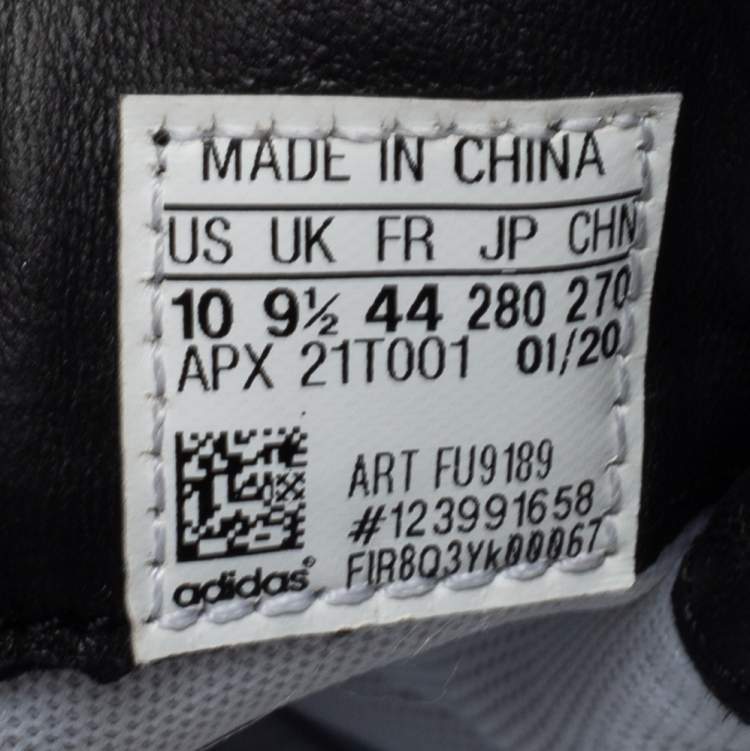 MADE IN CHINA
US UK FR JP CHN
10 9½ 44 280 270
APX 21T001 01/20
ART FU9189
#123991658
FIR8Q3Yk00067
adidas®